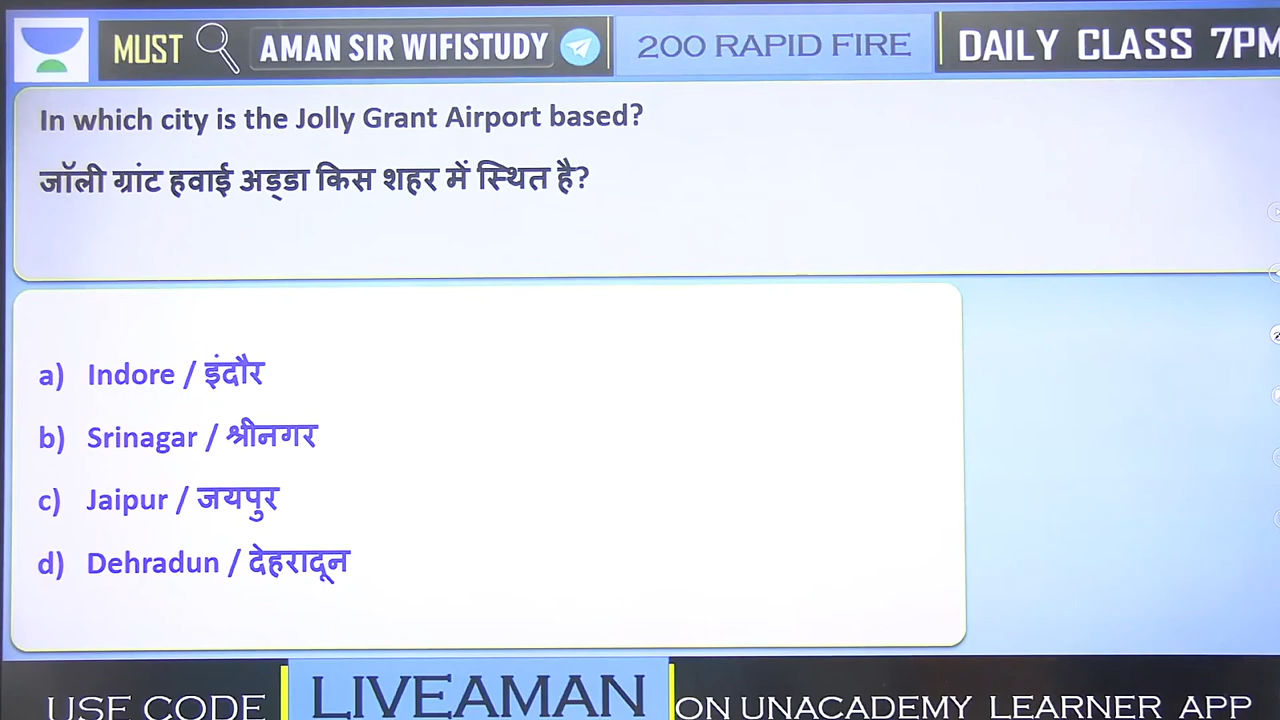 MUST AMAN SIR WIFISTUDY 200 RAPID FIRE DAILY CLASS 7PM
In which city is the Jolly Grant Airport based?
जॉली ग्रांट हवाई अड्डा किस शहर में स्थित है?
a) Indore / इंदौर
b) Srinagar / श्रीनगर
c) Jaipur / जयपुर
d) Dehradun / देहरादून
USE CODE LIVEAMAN ON UNACADEMY LEARNER APP